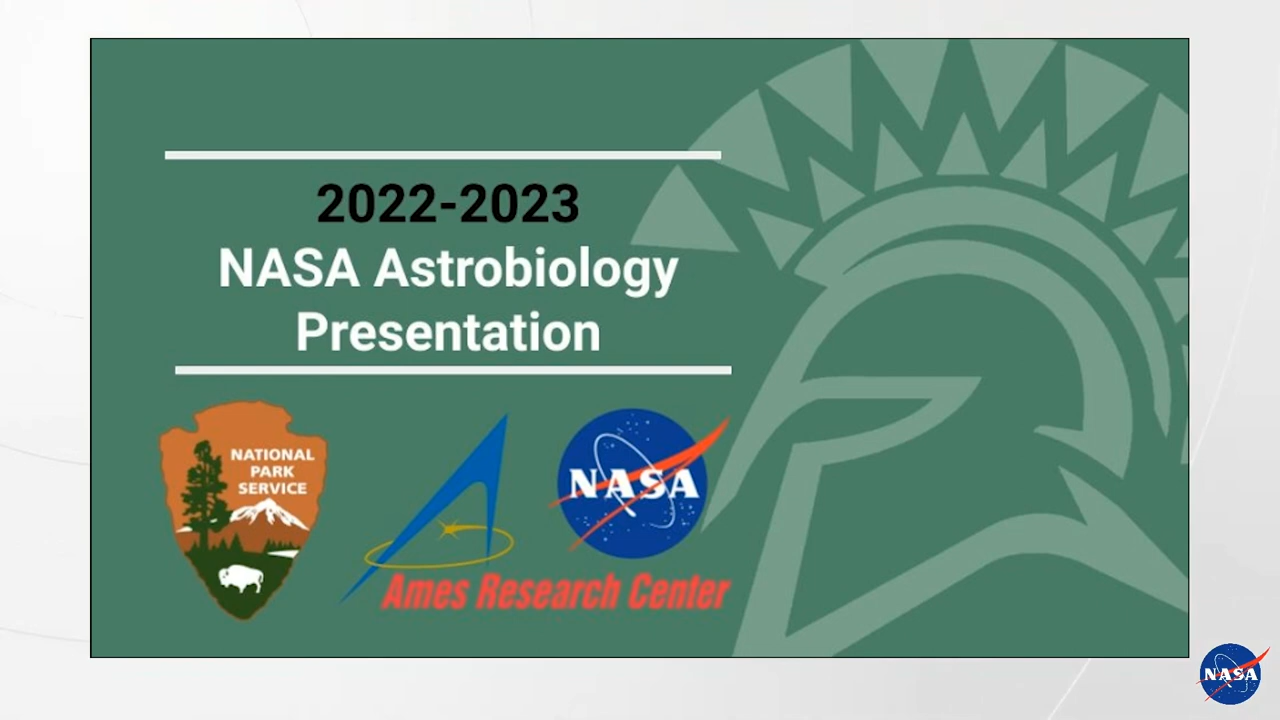 2022-2023
NASA Astrobiology
Presentation
NATIONAL
PARK
SERVICE
NASA
Ames Research Center
NASA